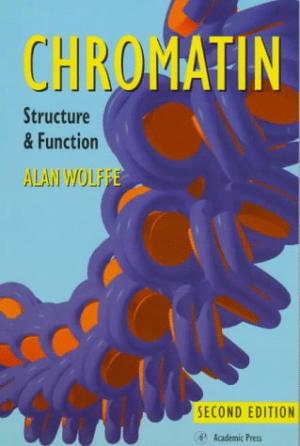 CHROMATIN
Structure
& Function
ALAN WOLFFE
SECOND EDITION
Academic Press